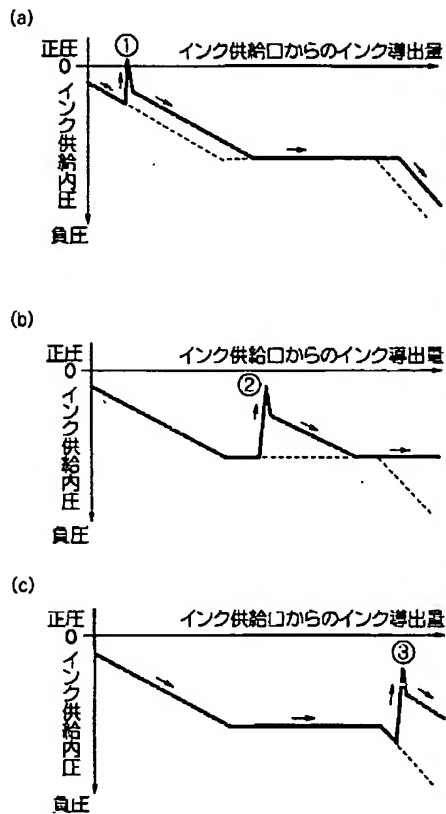 (a)
①
正圧
インク供給口からのインク導出量
0
インク供給内圧
負圧
(b)
正圧
インク供給口からのインク導出量
0
②
インク供給内圧
負圧
(c)
正圧
インク供給口からのインク導出量
0
③
インク供給内圧
負圧